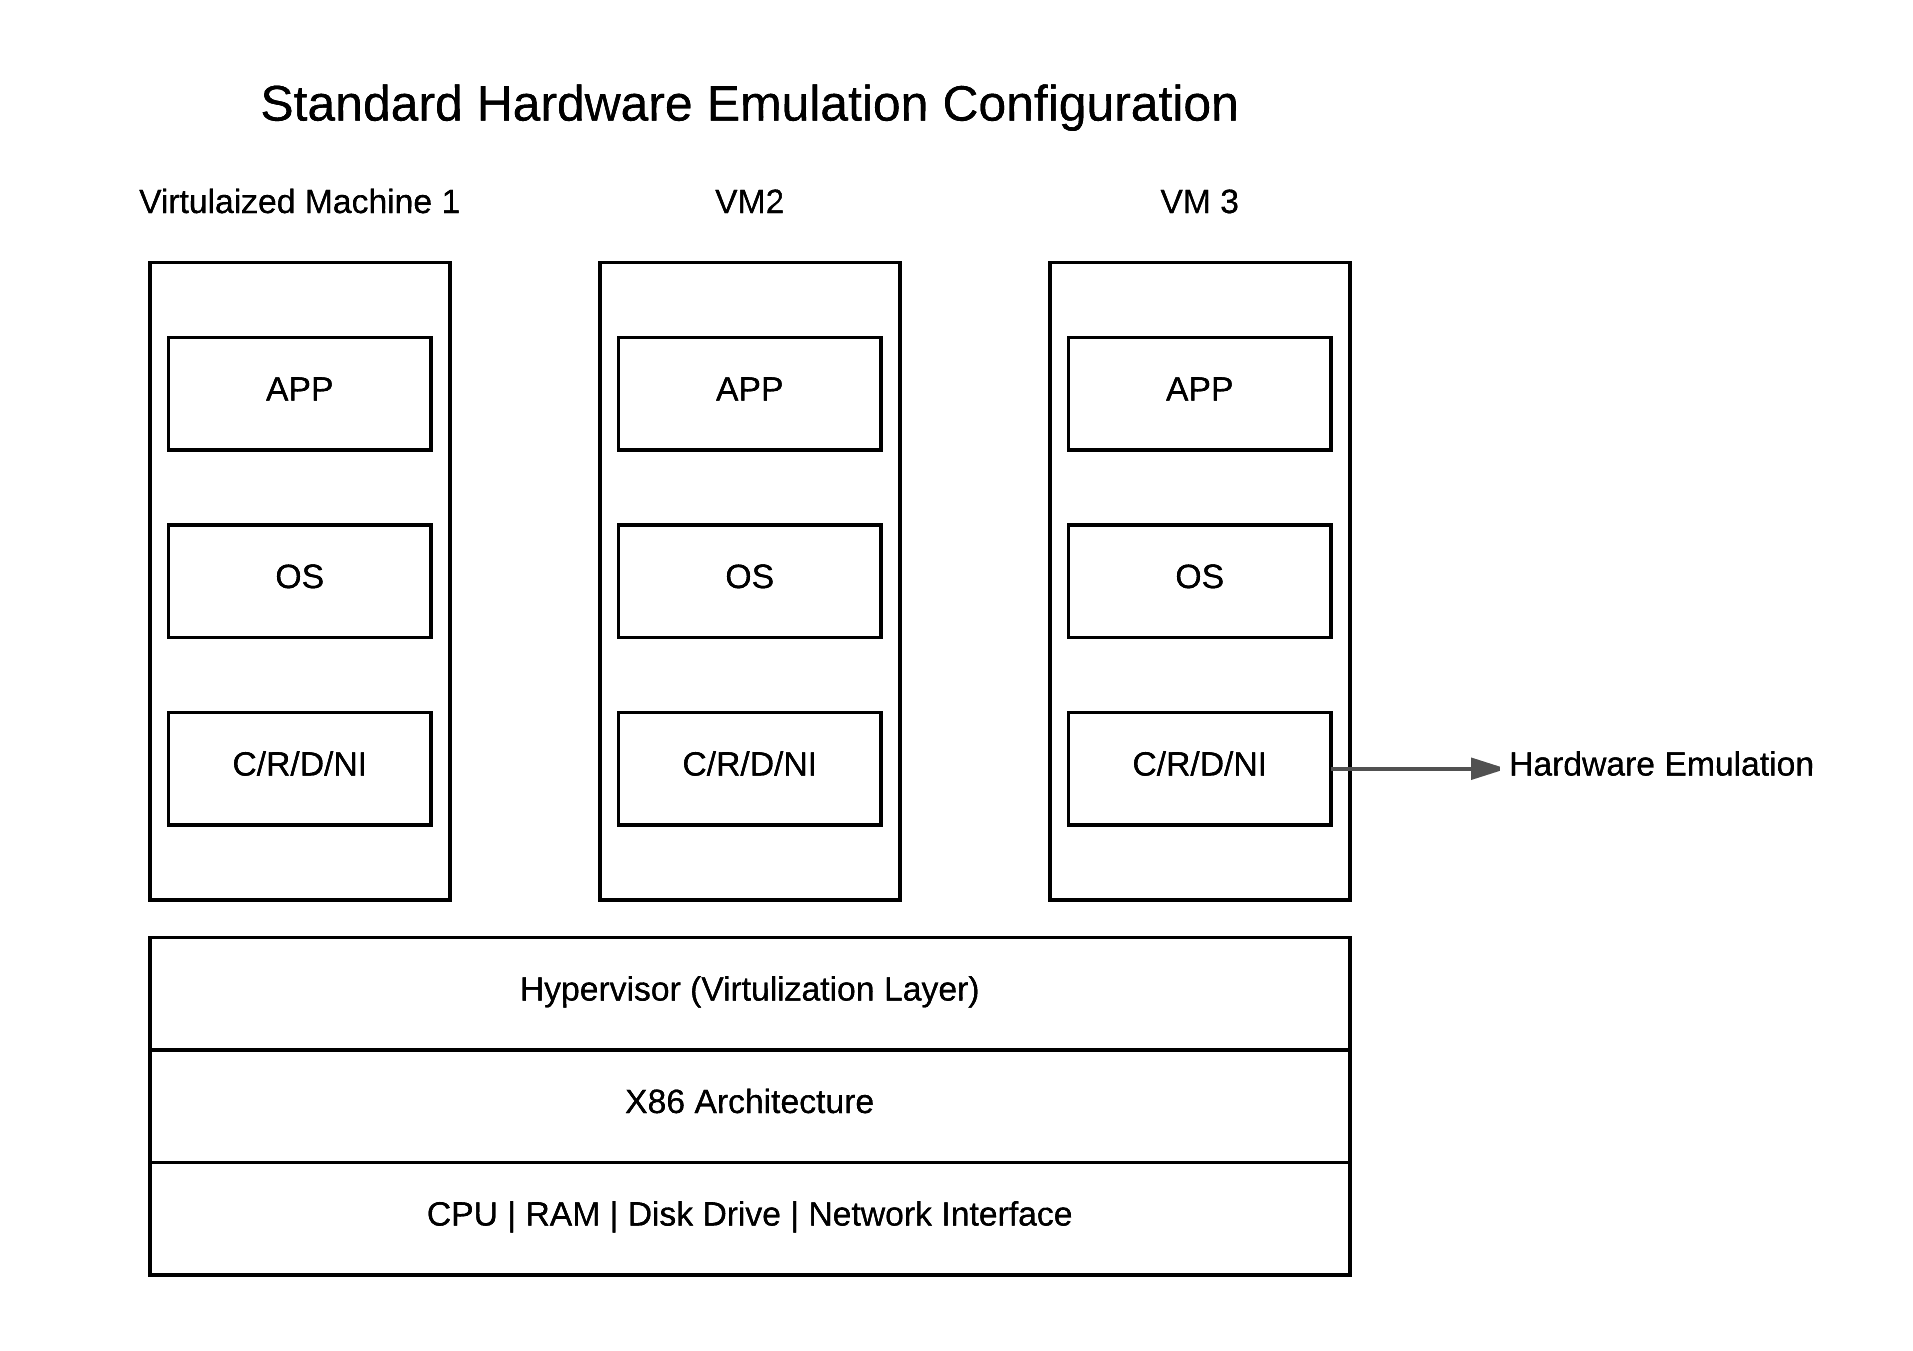 Standard Hardware Emulation Configuration
Virtulaized Machine 1
VM2
VM 3
APP
APP
APP
OS
OS
OS
C/R/D/NI
C/R/D/NI
C/R/D/NI
Hardware Emulation
Hypervisor (Virtulization Layer)
X86 Architecture
CPU | RAM | Disk Drive | Network Interface